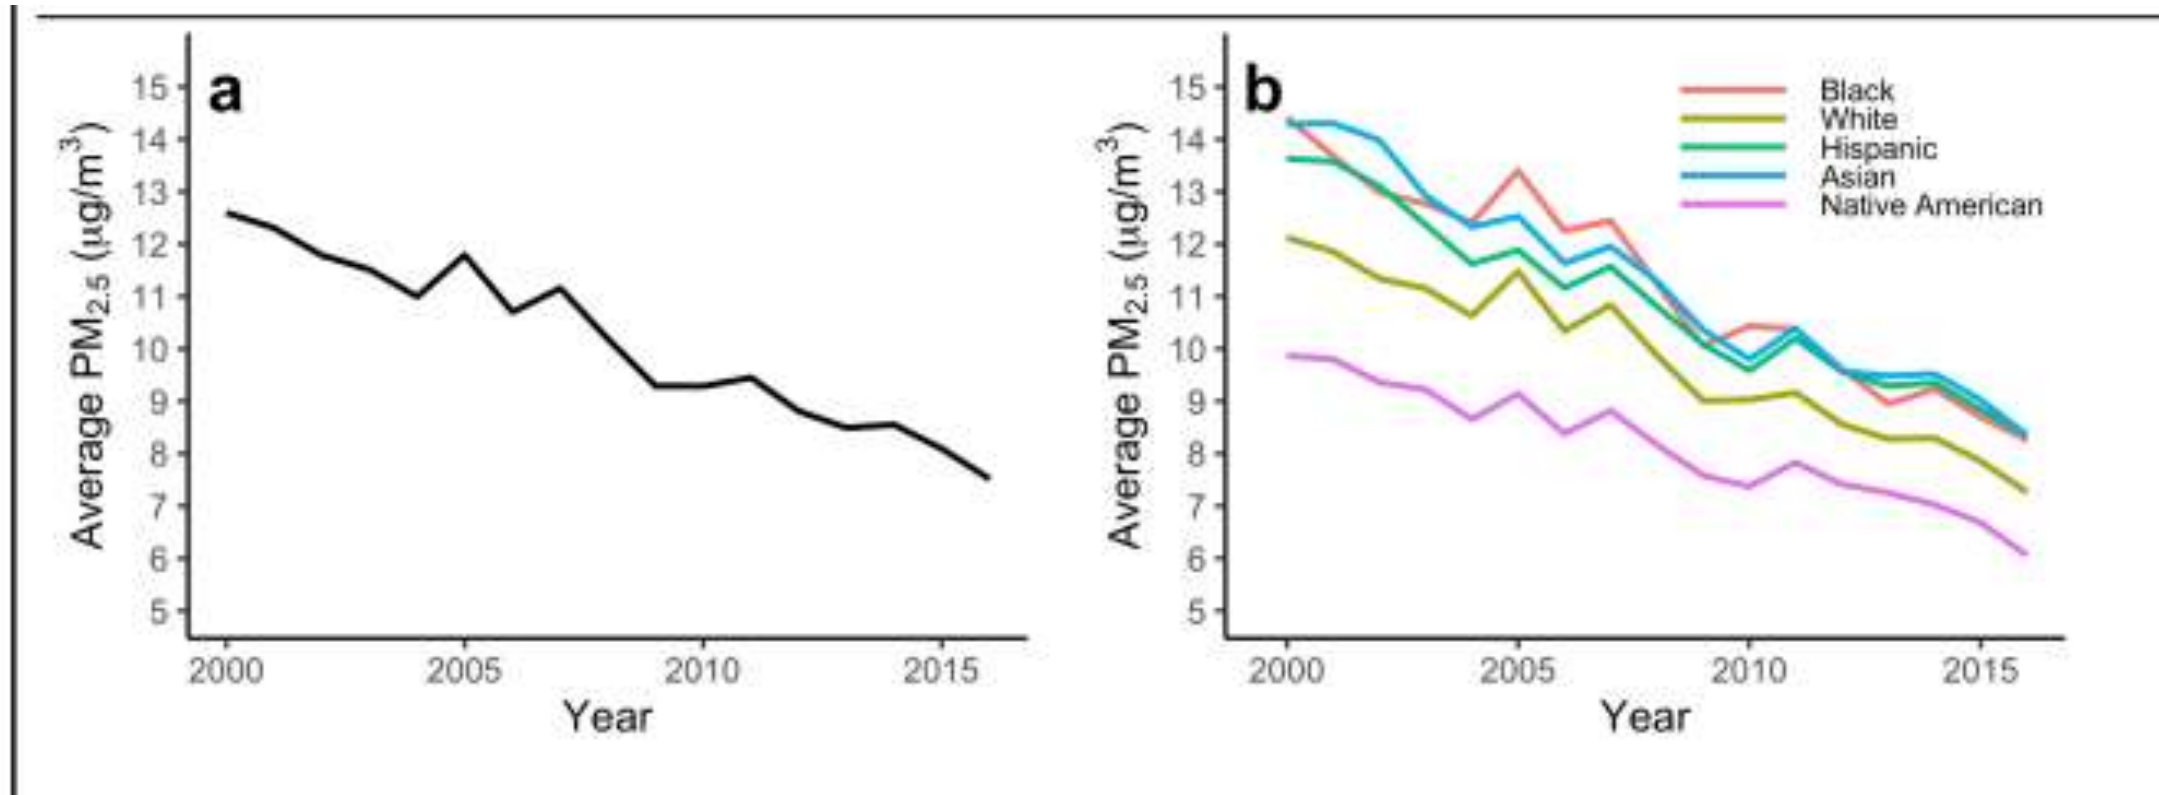 a
15
14
13
12
11
10
9
8
7
6
5
Average PM2.5 (μg/m³)
2000 2005 2010 2015
Year
b
15
14
13
12
11
10
9
8
7
6
5
Average PM2.5 (μg/m³)
Black
White
Hispanic
Asian
Native American
2000 2005 2010 2015
Year